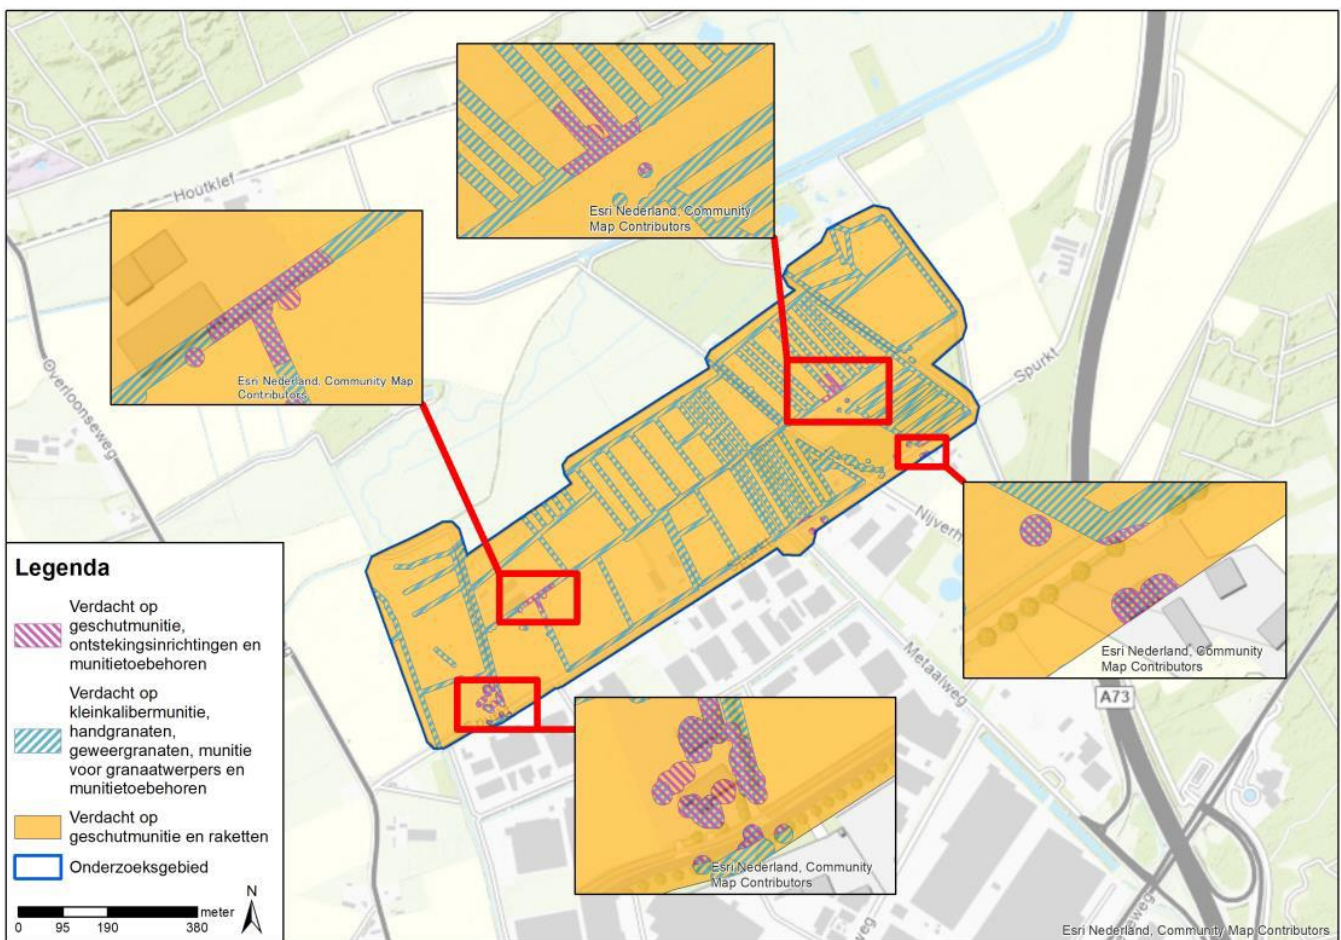 Houtklef
Esri Nederland, Community
Map Contributors
Esri Nederland, Community Map
Contributors
Overloonseweg
Spurkt
Nijverh
Esri Nederland, Community
Map Contributors
Metaalweg
A73
Esri Nederland, Community
Map Contributors
Legenda
Verdacht op
geschutmunitie,
ontstekingsinrichtingen en
munitietoebehoren
Verdacht op
kleinkalibermunitie,
handgranaten,
geweergranaten, munitie
voor granaatwerpers en
munitietoebehoren
Verdacht op
geschutmunitie en raketten
Onderzoeksgebied
N
meter
0 95 190 380
weg
seweg
Esri Nederland, Community Map Contributors